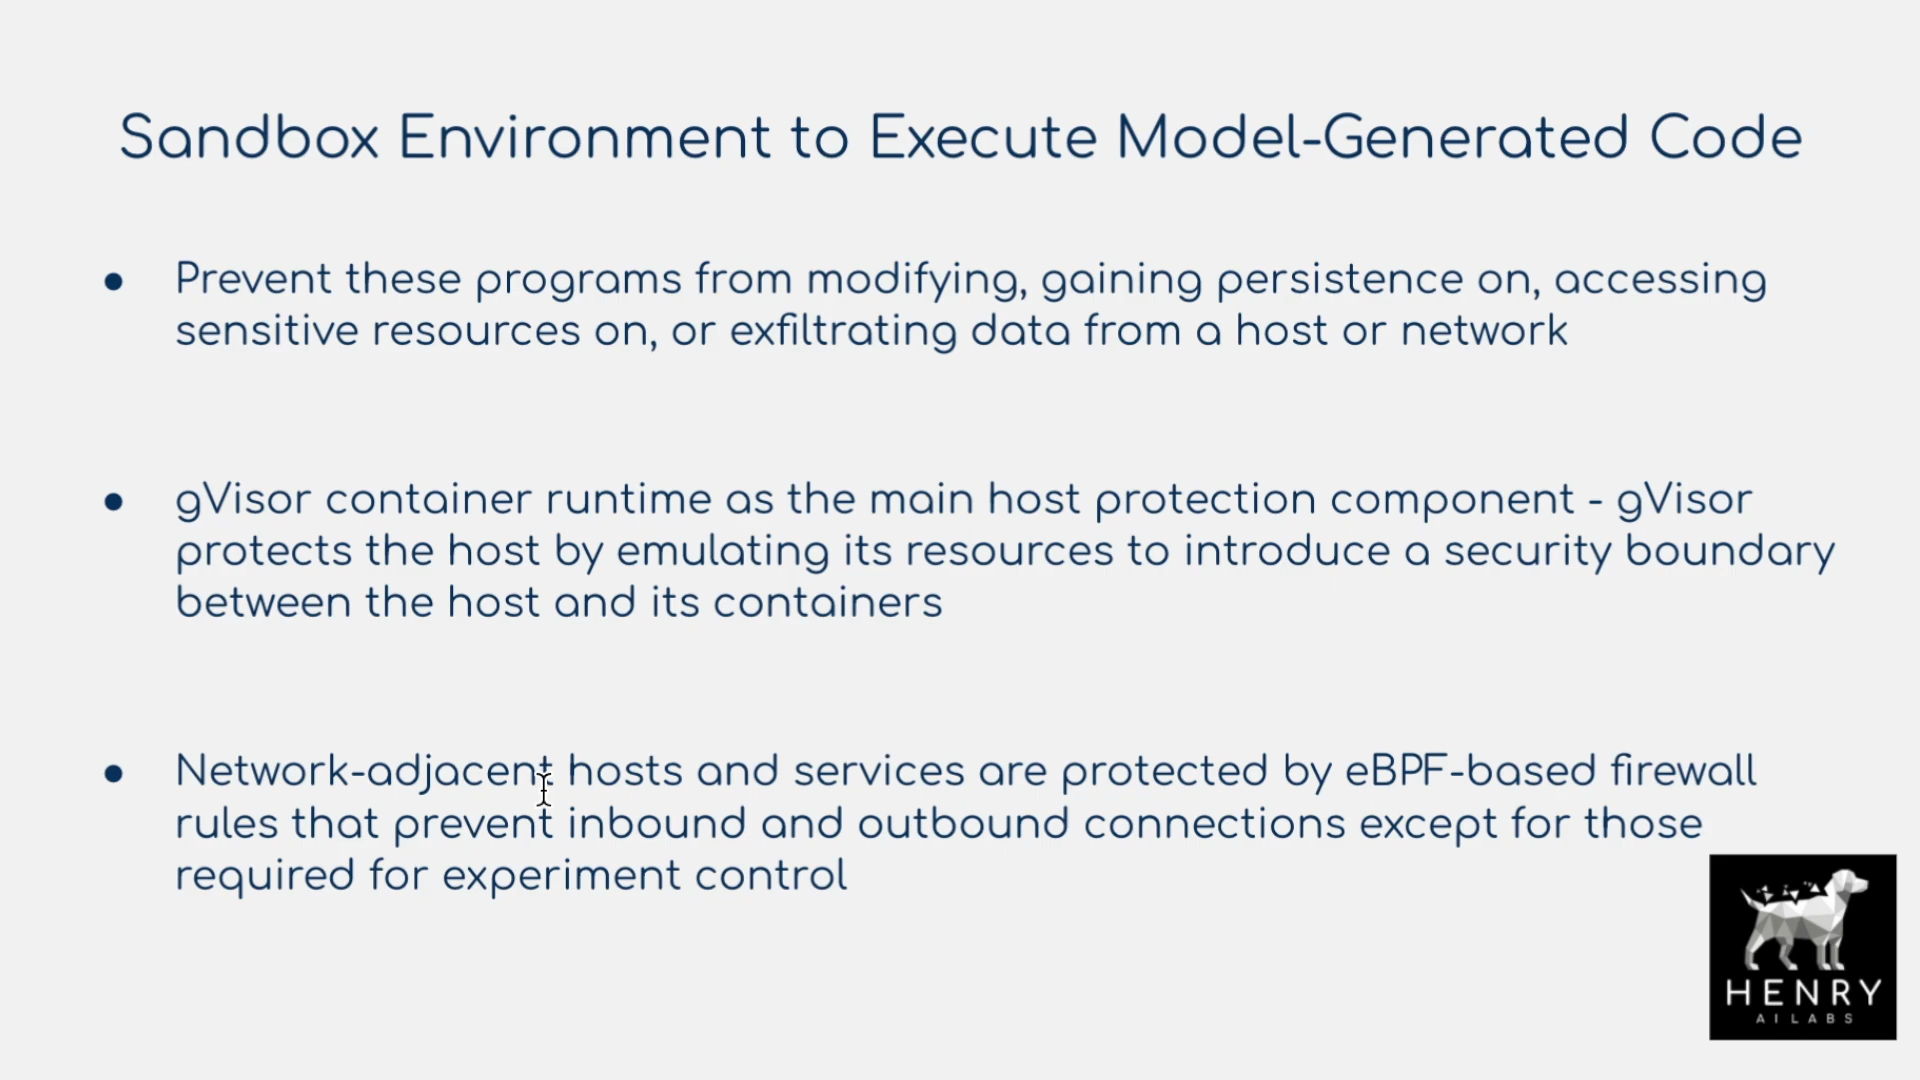 Sandbox Environment to Execute Model-Generated Code
● Prevent these programs from modifying, gaining persistence on, accessing
sensitive resources on, or exfiltrating data from a host or network
● gVisor container runtime as the main host protection component - gVisor
protects the host by emulating its resources to introduce a security boundary
between the host and its containers
● Network-adjacent hosts and services are protected by eBPF-based firewall
rules that prevent inbound and outbound connections except for those
required for experiment control
HENRY
AI LABS